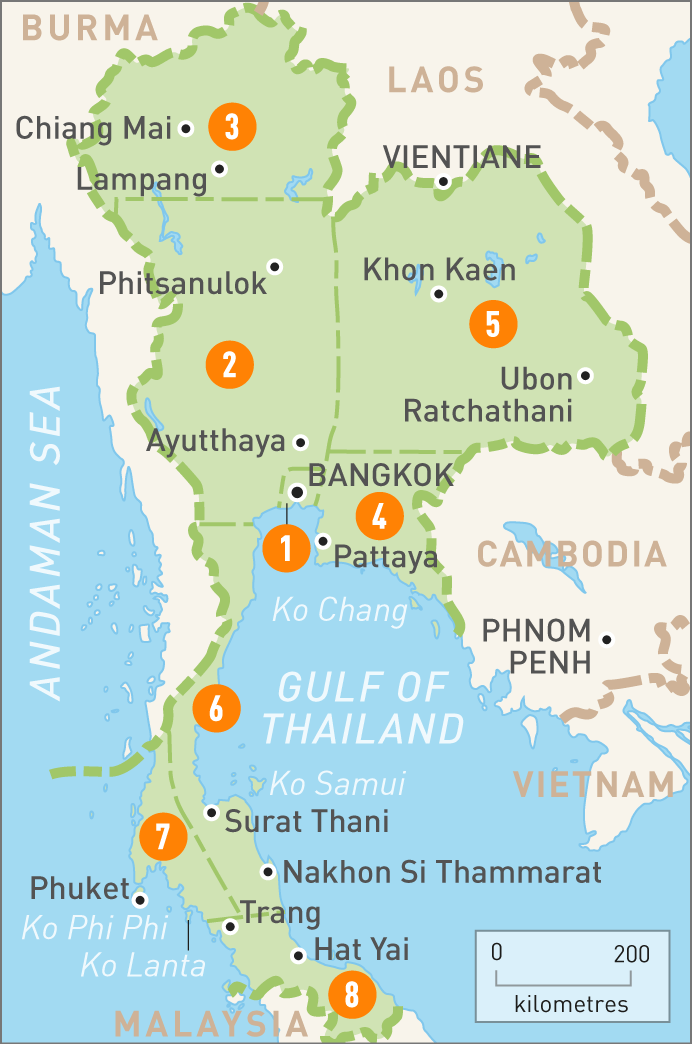 BURMA
LAOS
Chiang Mai
3
Lampang
VIENTIANE
Phitsanulok
Khon Kaen
5
2
Ubon
Ratchathani
Ayutthaya
BANGKOK
4
1
Pattaya
ANDAMAN SEA
CAMBODIA
Ko Chang
PHNOM
PENH
6
GULF OF
THAILAND
Ko Samui
VIETNAM
Surat Thani
7
Nakhon Si Thammarat
Phuket
Trang
Ko Phi Phi
Hat Yai
Ko Lanta
8
MALAYSIA
0 200
kilometres